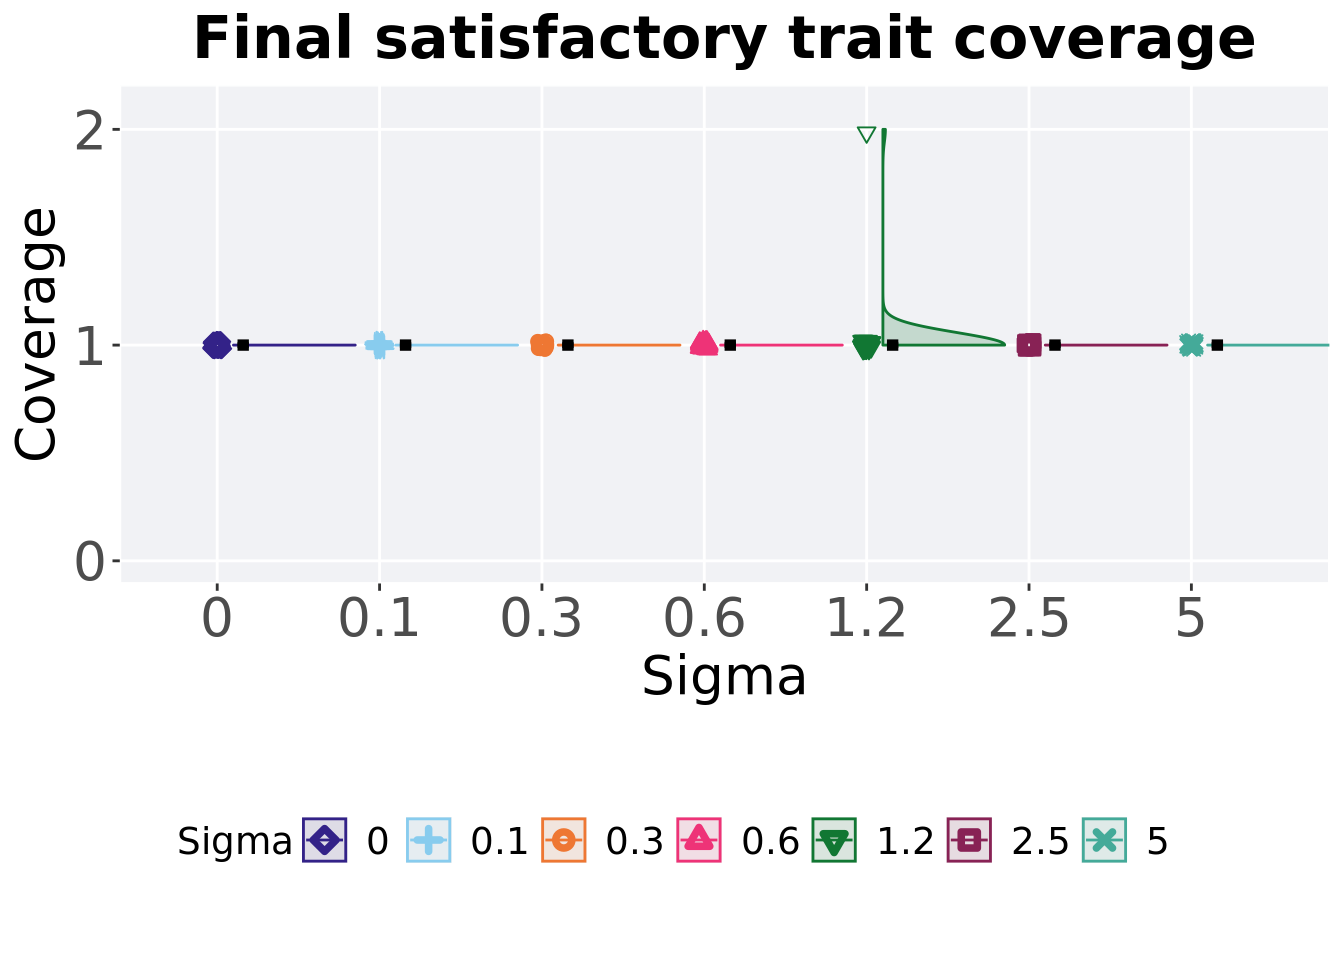 Final satisfactory trait coverage
2
1
0
Coverage
0 0.1 0.3 0.6 1.2 2.5 5
Sigma
Sigma 0 0.1 0.3 0.6 1.2 2.5 5